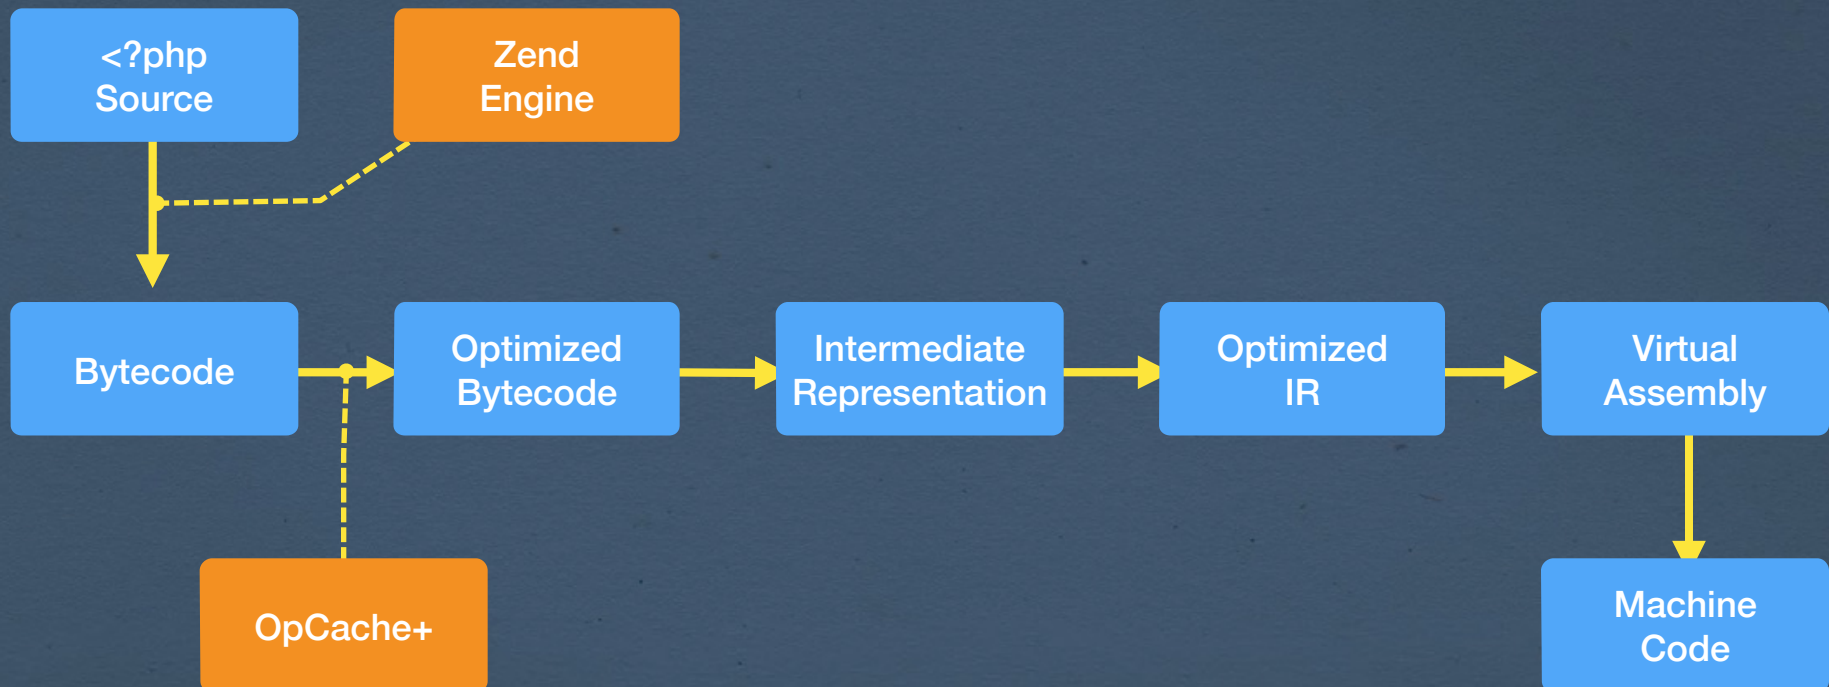 <?php
Source
Zend
Engine
Bytecode
Optimized
Bytecode
Intermediate
Representation
Optimized
IR
Virtual
Assembly
OpCache+
Machine
Code